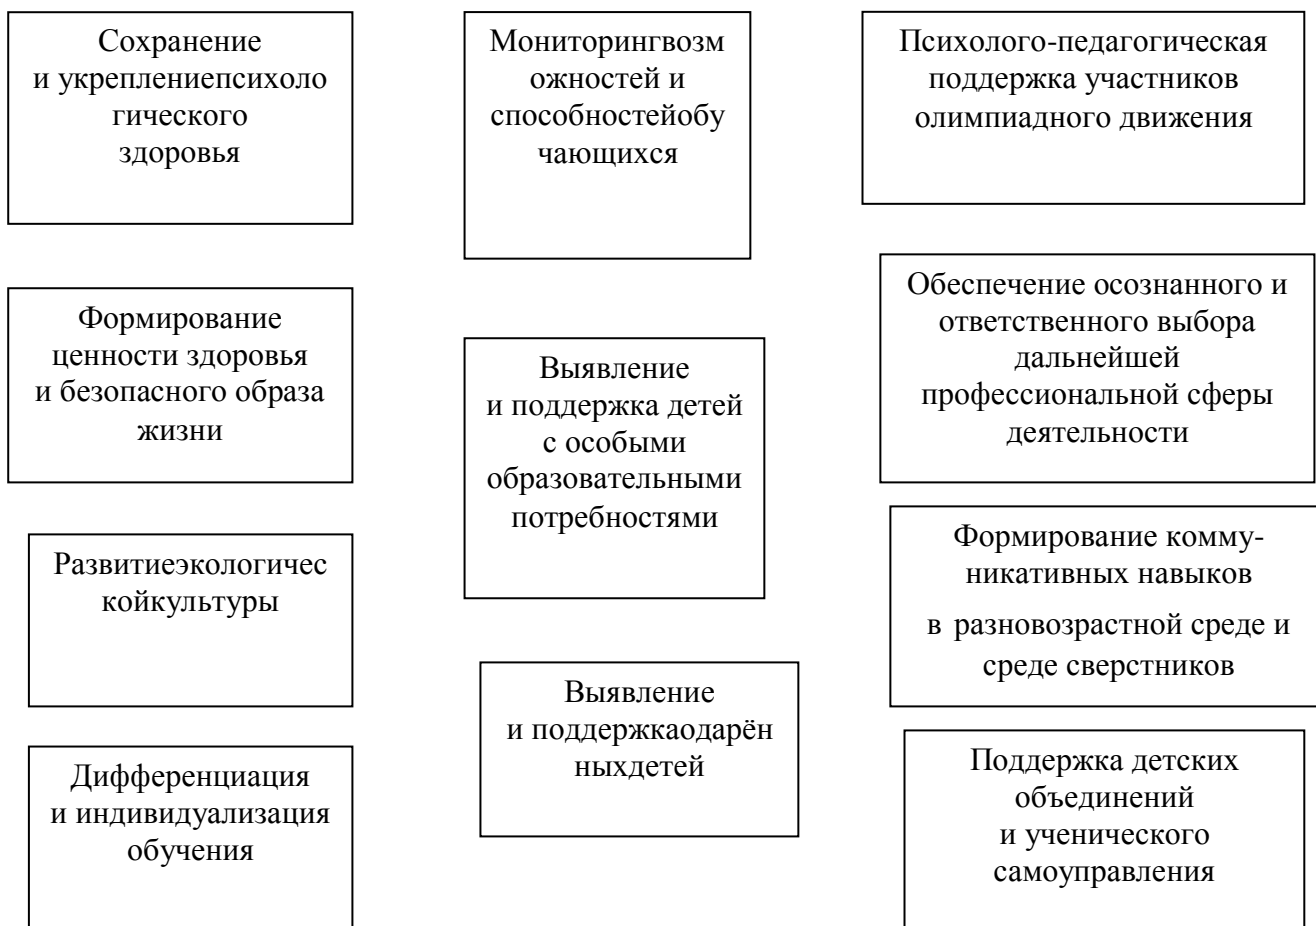 Сохранение
и укреплениепсихоло
гического
здоровья
Формирование
ценности здоровья
и безопасного образа
жизни
Развитиеэкологичес
койкультуры
Дифференциация
и индивидуализация
обучения
Мониторингвозм
ожностей и
способностейобу
чающихся
Выявление
и поддержка детей
с особыми
образовательными
потребностями
Выявление
и поддержкаодарён
ныхдетей
Психолого-педагогическая
поддержка участников
олимпиадного движения
Обеспечение осознанного и
ответственного выбора
дальнейшей
профессиональной сферы
деятельности
Формирование комму-
никативных навыков
в разновозрастной среде и
среде сверстников
Поддержка детских
объединений
и ученического
самоуправления